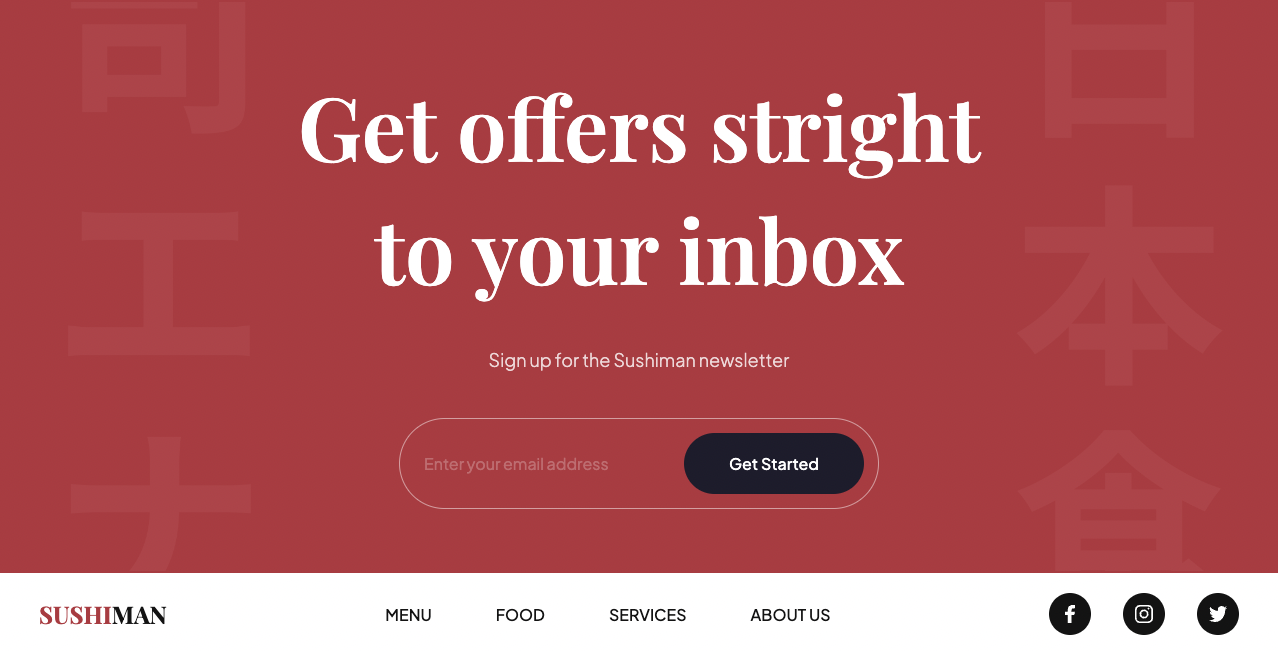 司
工
ナ
日
本
食
Get offers stright
to your inbox
Sign up for the Sushiman newsletter
Enter your email address
Get Started
SUSHIMAN
MENU
FOOD
SERVICES
ABOUT US